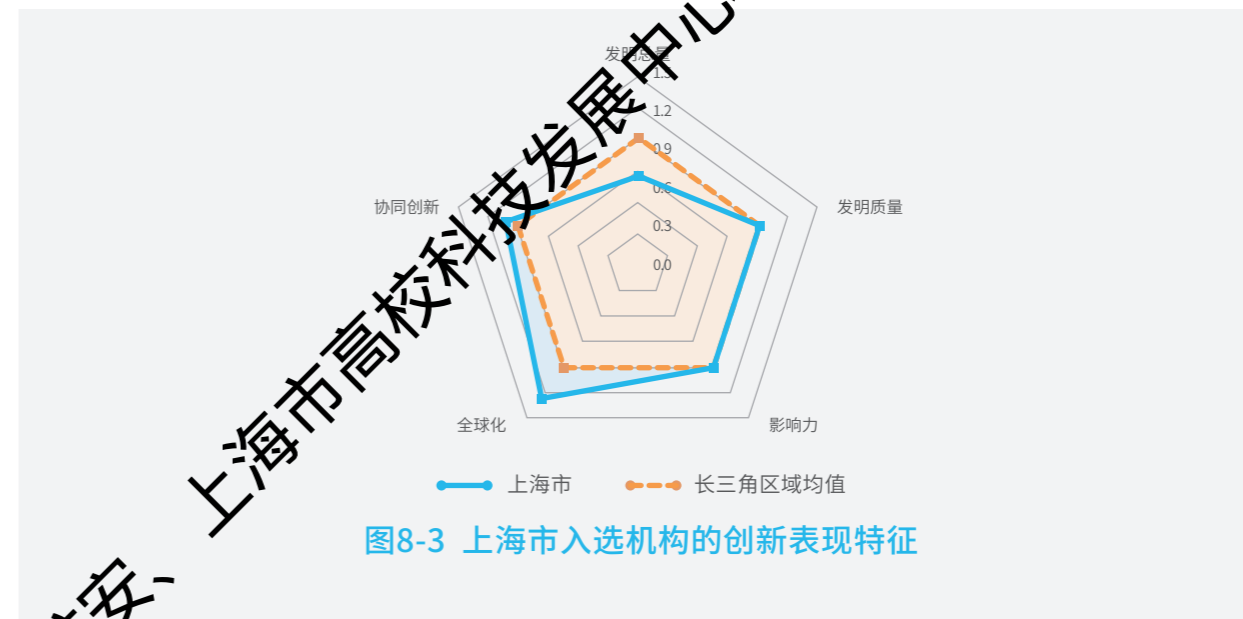 发明总量
1.5
1.2
0.9
0.6
0.3
0.0
协同创新
发明质量
全球化
影响力
上海市
长三角区域均值
图8-3 上海市入选机构的创新表现特征
上海市高校科技发展中心
安、